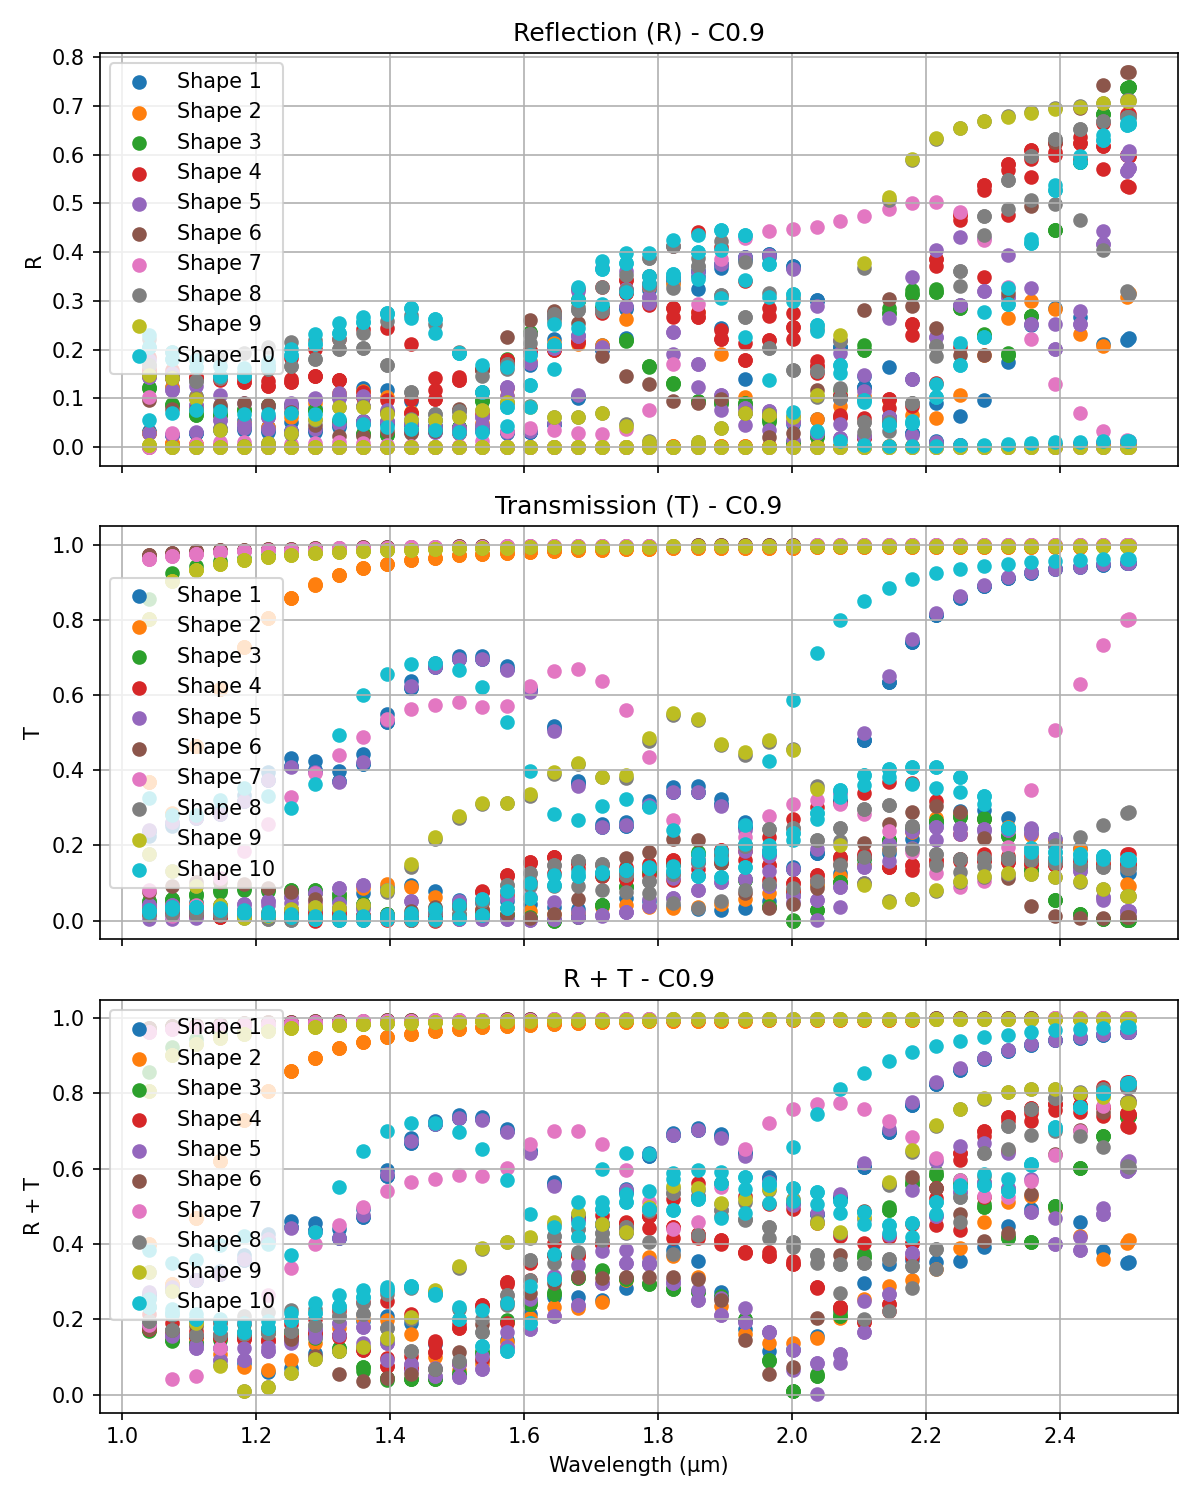 Reflection (R) - C0.9
0.8
0.7
0.6
0.5
0.4
0.3
0.2
0.1
0.0
R
Shape 1
Shape 2
Shape 3
Shape 4
Shape 5
Shape 6
Shape 7
Shape 8
Shape 9
Shape 10
Transmission (T) - C0.9
1.0
0.8
0.6
0.4
0.2
0.0
T
Shape 1
Shape 2
Shape 3
Shape 4
Shape 5
Shape 6
Shape 7
Shape 8
Shape 9
Shape 10
R + T - C0.9
1.0
0.8
0.6
0.4
0.2
0.0
R + T
Shape 1
Shape 2
Shape 3
Shape 4
Shape 5
Shape 6
Shape 7
Shape 8
Shape 9
Shape 10
1.0 1.2 1.4 1.6 1.8 2.0 2.2 2.4
Wavelength (μm)